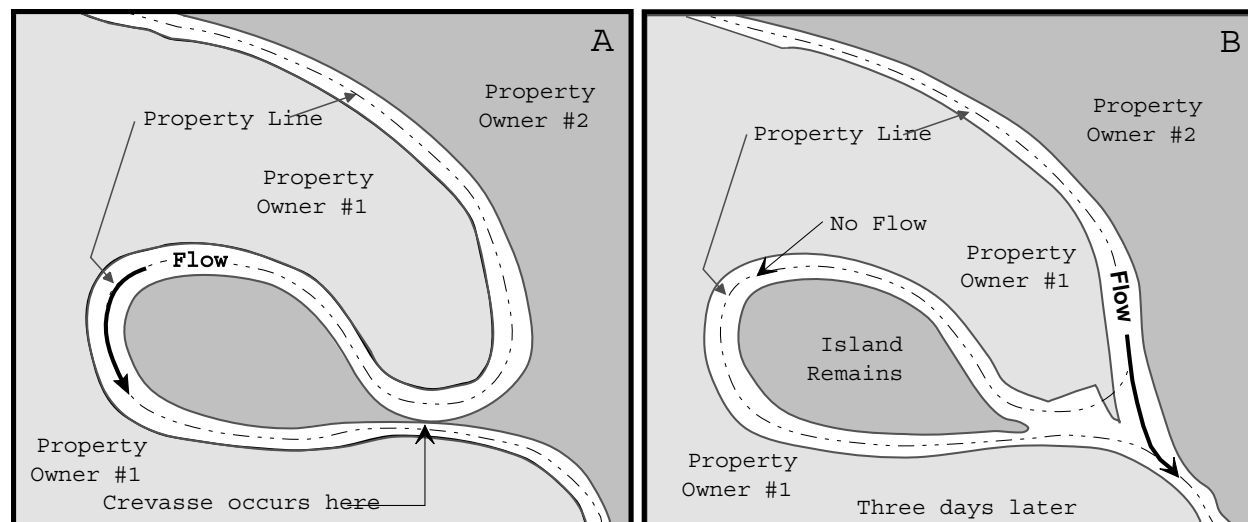 A
Property
Owner #2
Property Line
Property
Owner #1
Flow
Property
Owner #1
Crevasse occurs here
B
Property
Owner #2
Property Line
No Flow
Property
Owner #1
Flow
Island
Remains
Property
Owner #1
Three days later